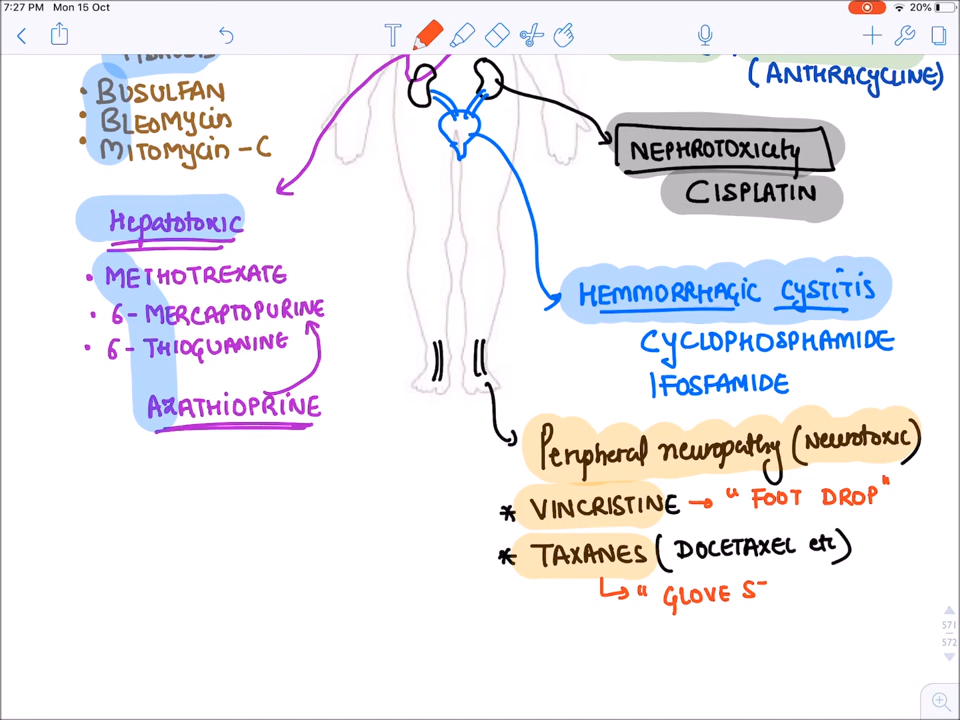 7:27 PM Mon 15 Oct
20%
T
(ANTHRACYCLINE)
• BUSULFAN
• BLEOMYCIN
• MITOMYCIN - C
NEPHROTOXICITY
CISPLATIN
Hepatotoxic
• METHOTREXATE
• 6 - MERCAPTOPURINE
• 6 - THIOGUANINE
AZATHIOPRINE
HEMMORRHAGIC CYSTITIS
CYCLOPHOSPHAMIDE
IFOSFAMIDE
Peripheral neuropathy (Neurotoxic)
* VINCRISTINE → "FOOT DROP"
* TAXANES (DOCETAXEL etc)
↳ "GLOVE S
571
572